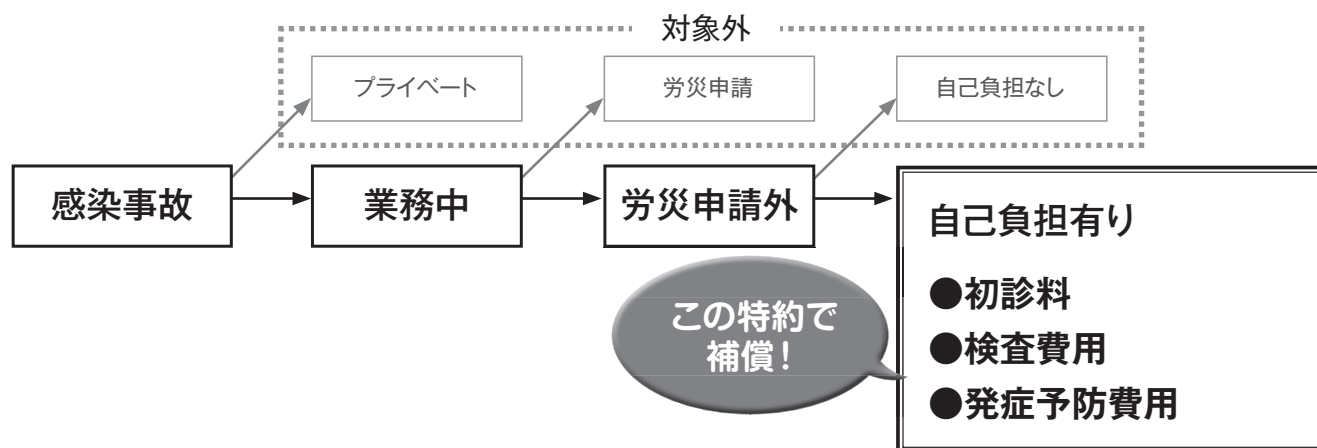 対象外
プライベート
労災申請
自己負担なし
感染事故
業務中
労災申請外
自己負担有り
●初診料
●検査費用
●発症予防費用
この特約で
補償！